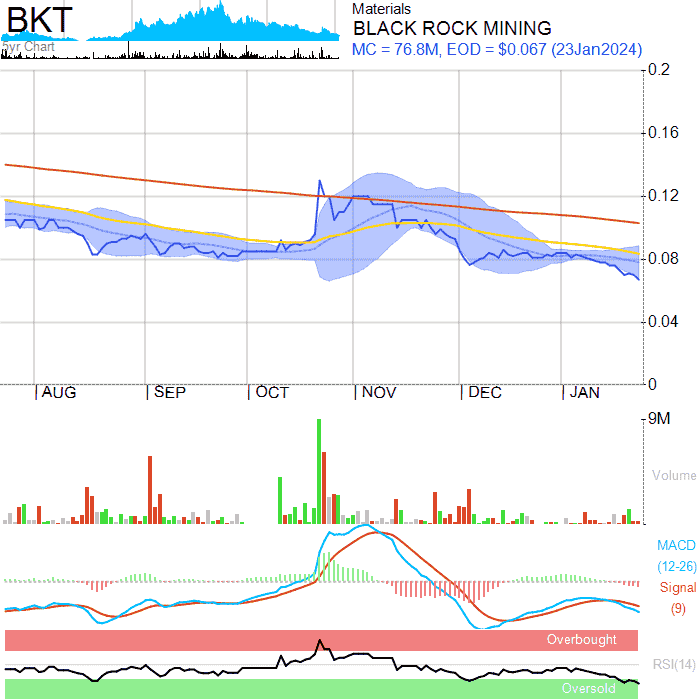 BKT
5yr Chart
Materials
BLACK ROCK MINING
MC = 76.8M, EOD = $0.067 (23Jan2024)
0.2
0.16
0.12
0.08
0.04
0
AUG SEP OCT NOV DEC JAN
9M
Volume
MACD
(12-26)
Signal
(9)
Overbought
RSI(14)
Oversold